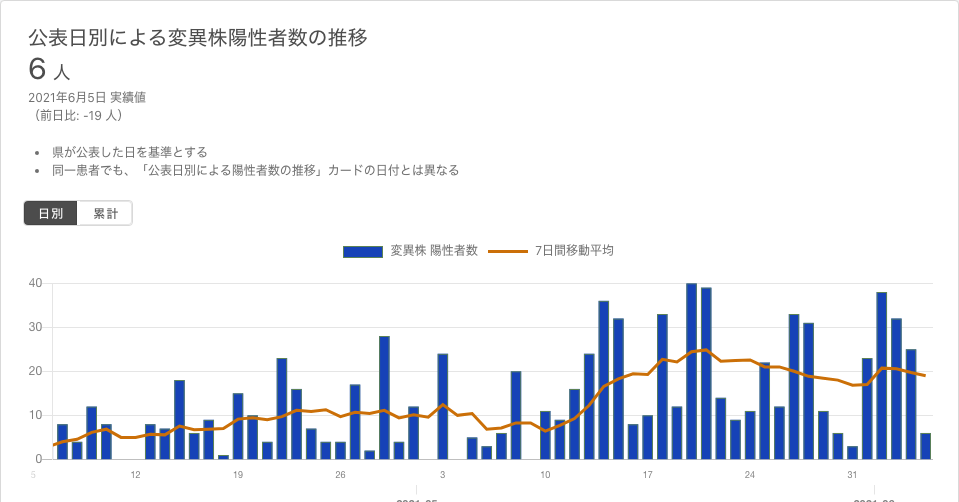 公表日別による変異株陽性者数の推移
6 人
2021年6月5日 実績値
（前日比: -19 人）
• 県が公表した日を基準とする
• 同一患者でも、「公表日別による陽性者数の推移」カードの日付とは異なる
日別 累計
変異株 陽性者数 7日間移動平均
40
30
20
10
0
5 12 19 26 3 10 17 24 31